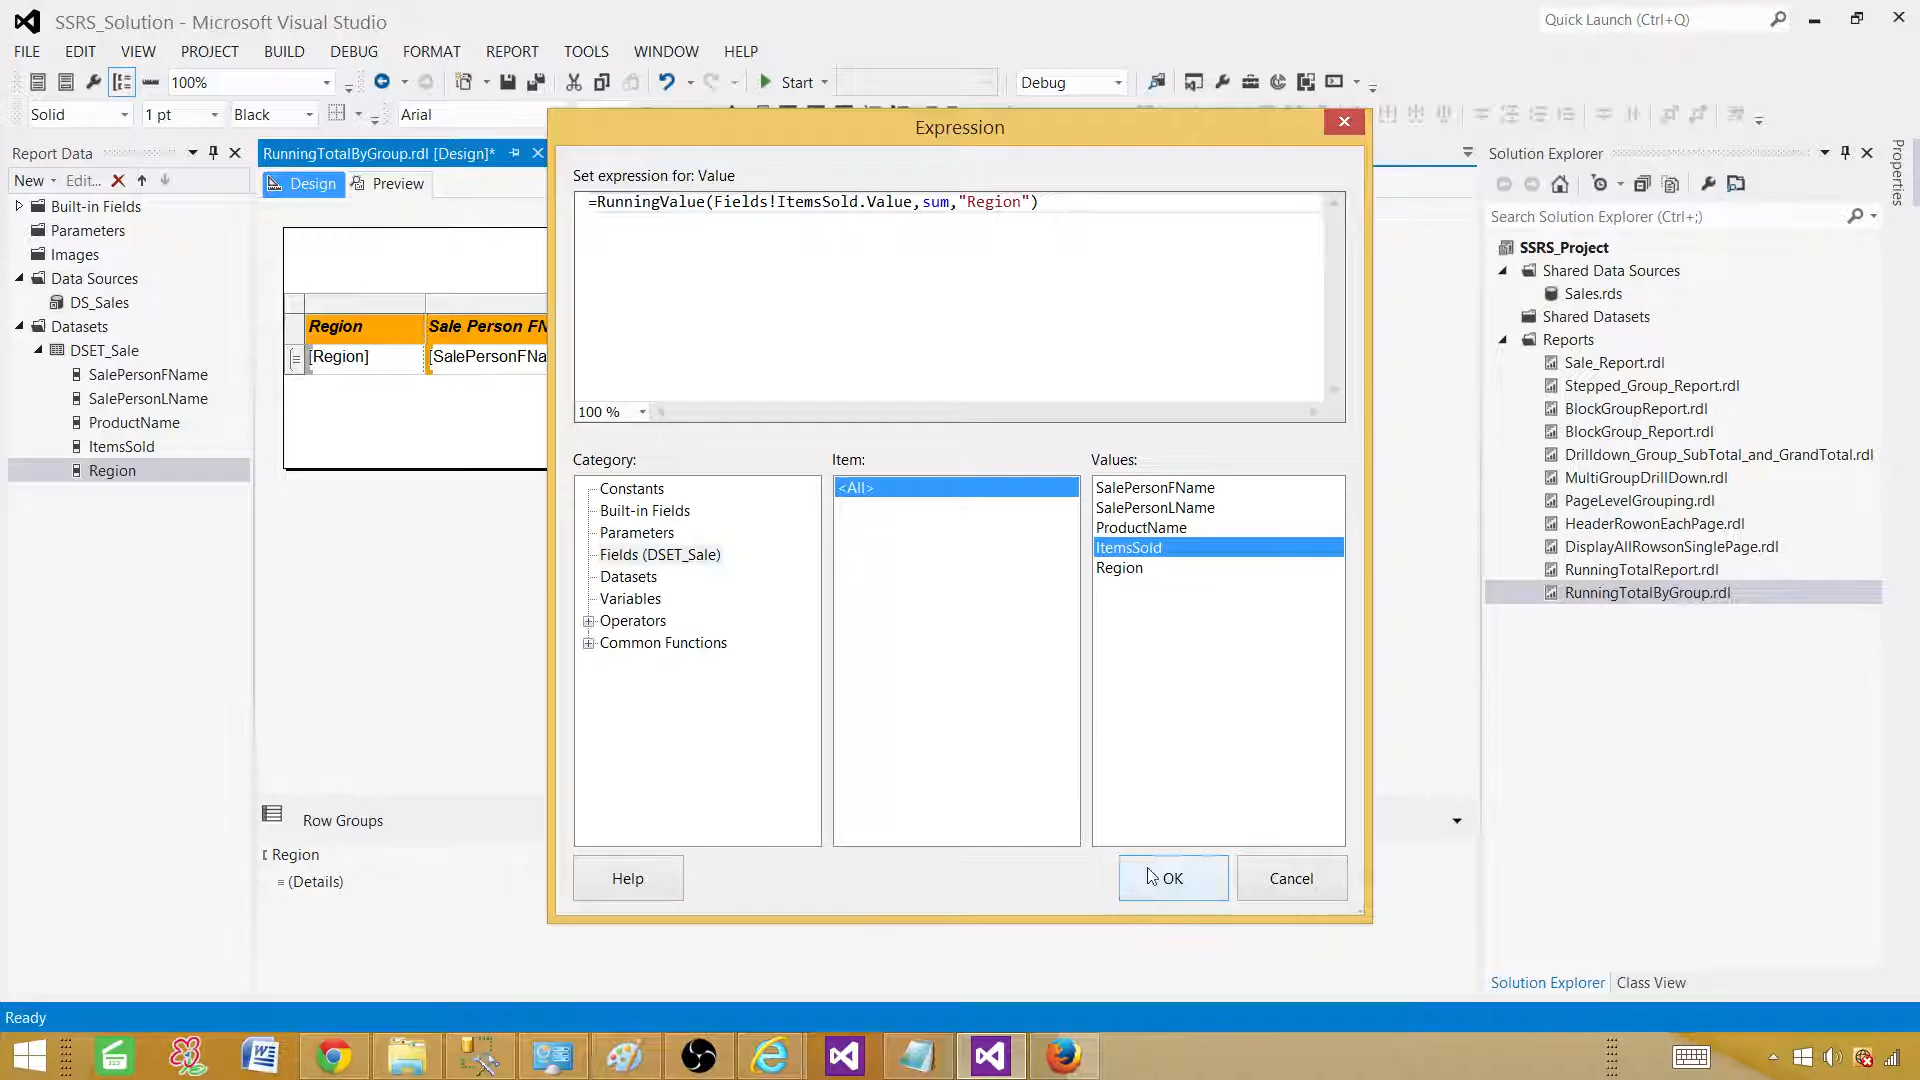 SSRS_Solution - Microsoft Visual Studio
Quick Launch (Ctrl+Q)
FILE EDIT VIEW PROJECT BUILD DEBUG FORMAT REPORT TOOLS WINDOW HELP
100% Start Debug
Solid 1 pt Black Arial
Expression
Report Data
RunningTotalByGroup.rdl [Design]*
Solution Explorer
Properties
New Edit...
Design Preview
Set expression for: Value
=RunningValue(Fields!ItemsSold.Value,sum,"Region")
Search Solution Explorer (Ctrl+;)
Built-in Fields
Parameters
Images
Data Sources
DS_Sales
Datasets
DSET_Sale
SalePersonFName
SalePersonLName
ProductName
ItemsSold
Region
Region Sale Person FN
[Region] [SalePersonFNa
100 %
Category:
Constants
Built-in Fields
Parameters
Fields (DSET_Sale)
Datasets
Variables
Operators
Common Functions
Item:
<All>
Values:
SalePersonFName
SalePersonLName
ProductName
ItemsSold
Region
Help OK Cancel
SSRS_Project
Shared Data Sources
Sales.rds
Shared Datasets
Reports
Sale_Report.rdl
Stepped_Group_Report.rdl
BlockGroupReport.rdl
BlockGroup_Report.rdl
Drilldown_Group_SubTotal_and_GrandTotal.rdl
MultiGroupDrillDown.rdl
PageLevelGrouping.rdl
HeaderRowonEachPage.rdl
DisplayAllRowsonSinglePage.rdl
RunningTotalReport.rdl
RunningTotalByGroup.rdl
Row Groups
Region
(Details)
Solution Explorer Class View
Ready